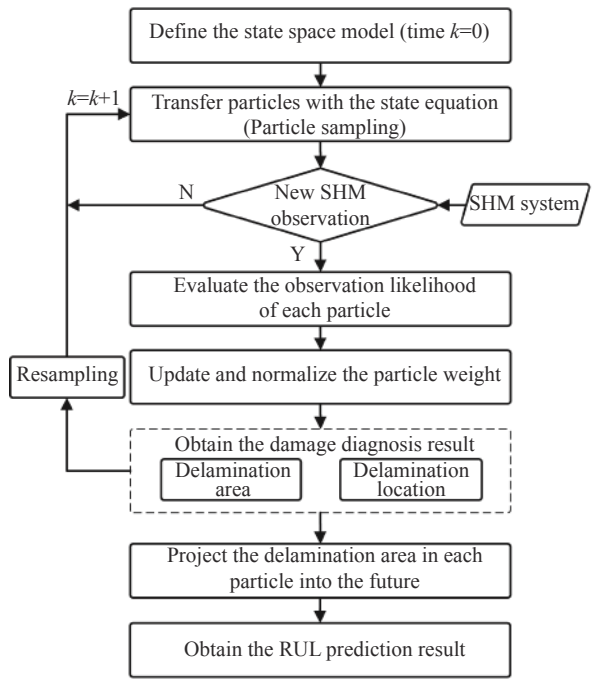 Define the state space model (time k=0)
k=k+1
Transfer particles with the state equation
(Particle sampling)
N
New SHM
observation
SHM system
Y
Evaluate the observation likelihood
of each particle
Resampling
Update and normalize the particle weight
Obtain the damage diagnosis result
Delamination
area
Delamination
location
Project the delamination area in each
particle into the future
Obtain the RUL prediction result